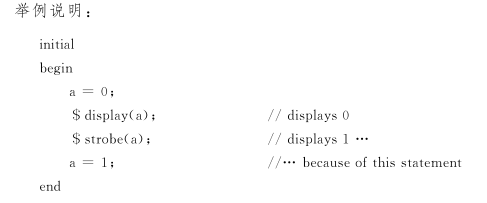 举例说明：
initial
begin
a = 0;
$ display(a); // displays 0
$ strobe(a); // displays 1 …
a = 1; //… because of this statement
end